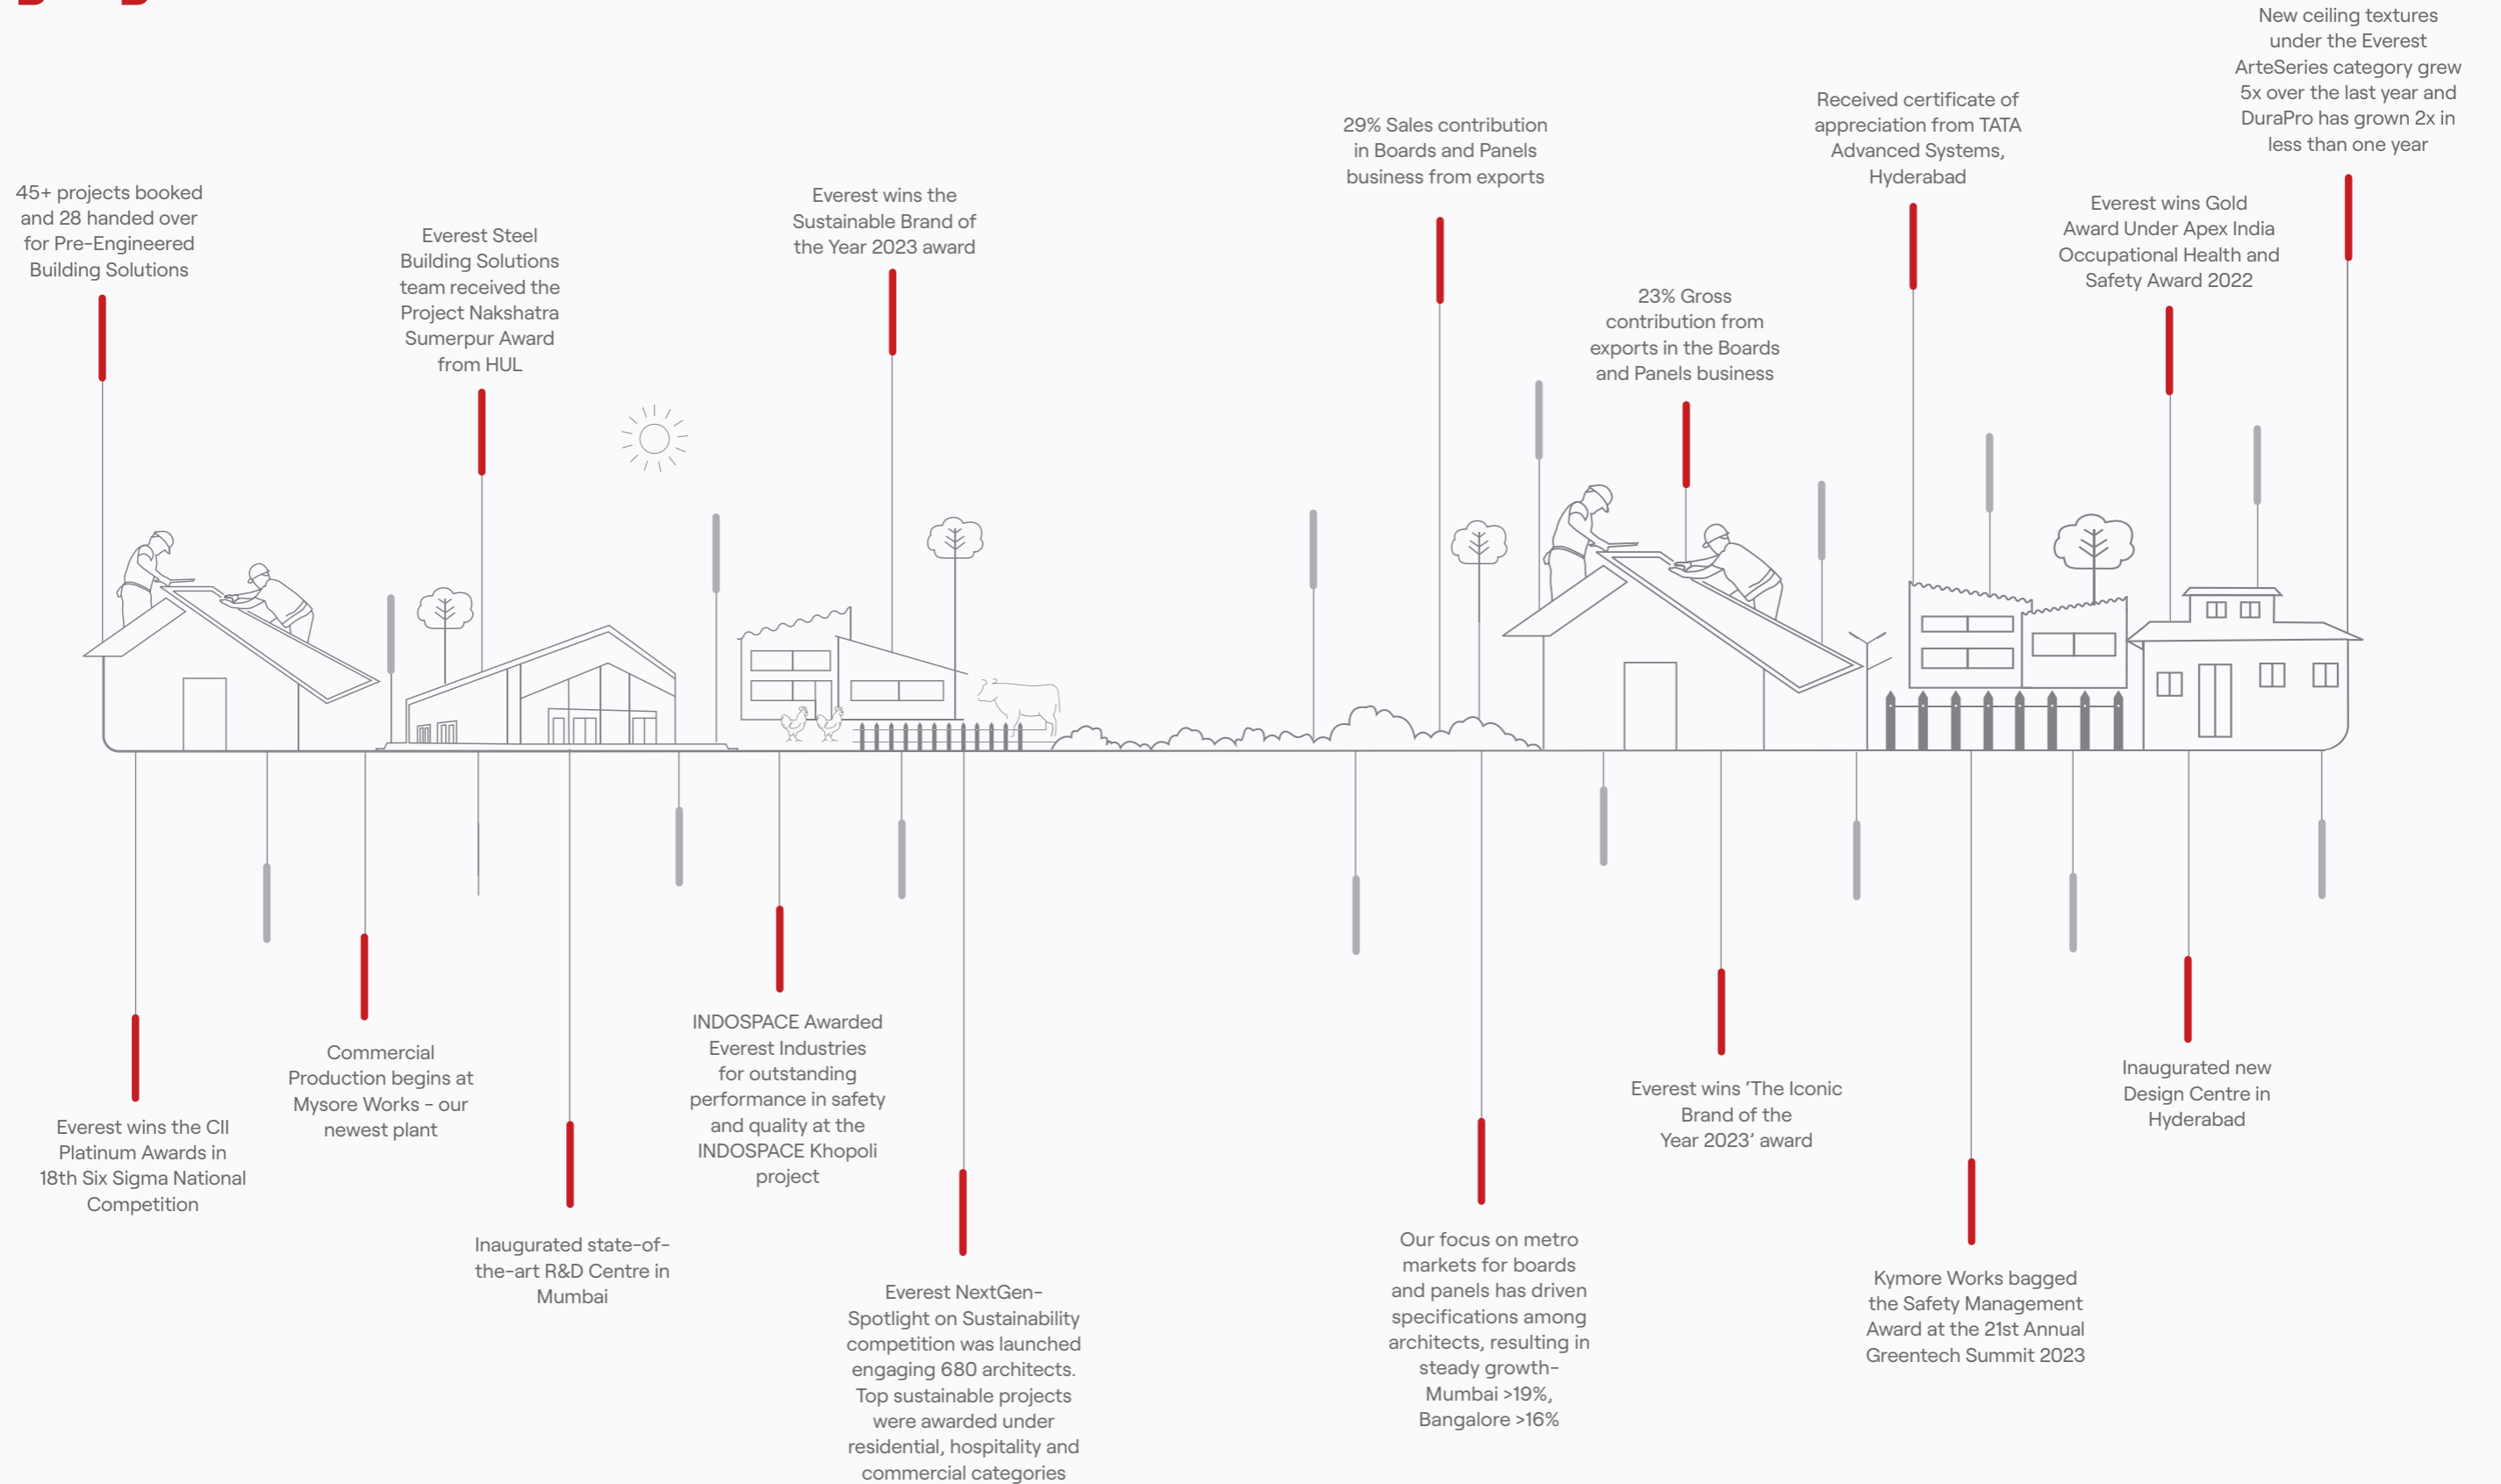 45+ projects booked
and 28 handed over
for Pre-Engineered
Building Solutions
Everest Steel
Building Solutions
team received the
Project Nakshatra
Sumerpur Award
from HUL
Everest wins the
Sustainable Brand of
the Year 2023 award
29% Sales contribution
in Boards and Panels
business from exports
23% Gross
contribution from
exports in the Boards
and Panels business
Received certificate of
appreciation from TATA
Advanced Systems,
Hyderabad
Everest wins Gold
Award Under Apex India
Occupational Health and
Safety Award 2022
New ceiling textures
under the Everest
ArteSeries category grew
5x over the last year and
DuraPro has grown 2x in
less than one year
Everest wins the CII
Platinum Awards in
18th Six Sigma National
Competition
Commercial
Production begins at
Mysore Works - our
newest plant
Inaugurated state-of-
the-art R&D Centre in
Mumbai
INDOSPACE Awarded
Everest Industries
for outstanding
performance in safety
and quality at the
INDOSPACE Khopoli
project
Everest NextGen-
Spotlight on Sustainability
competition was launched
engaging 680 architects.
Top sustainable projects
were awarded under
residential, hospitality and
commercial categories
Our focus on metro
markets for boards
and panels has driven
specifications among
architects, resulting in
steady growth-
Mumbai >19%,
Bangalore >16%
Everest wins ‘The Iconic
Brand of the
Year 2023’ award
Kymore Works bagged
the Safety Management
Award at the 21st Annual
Greentech Summit 2023
Inaugurated new
Design Centre in
Hyderabad